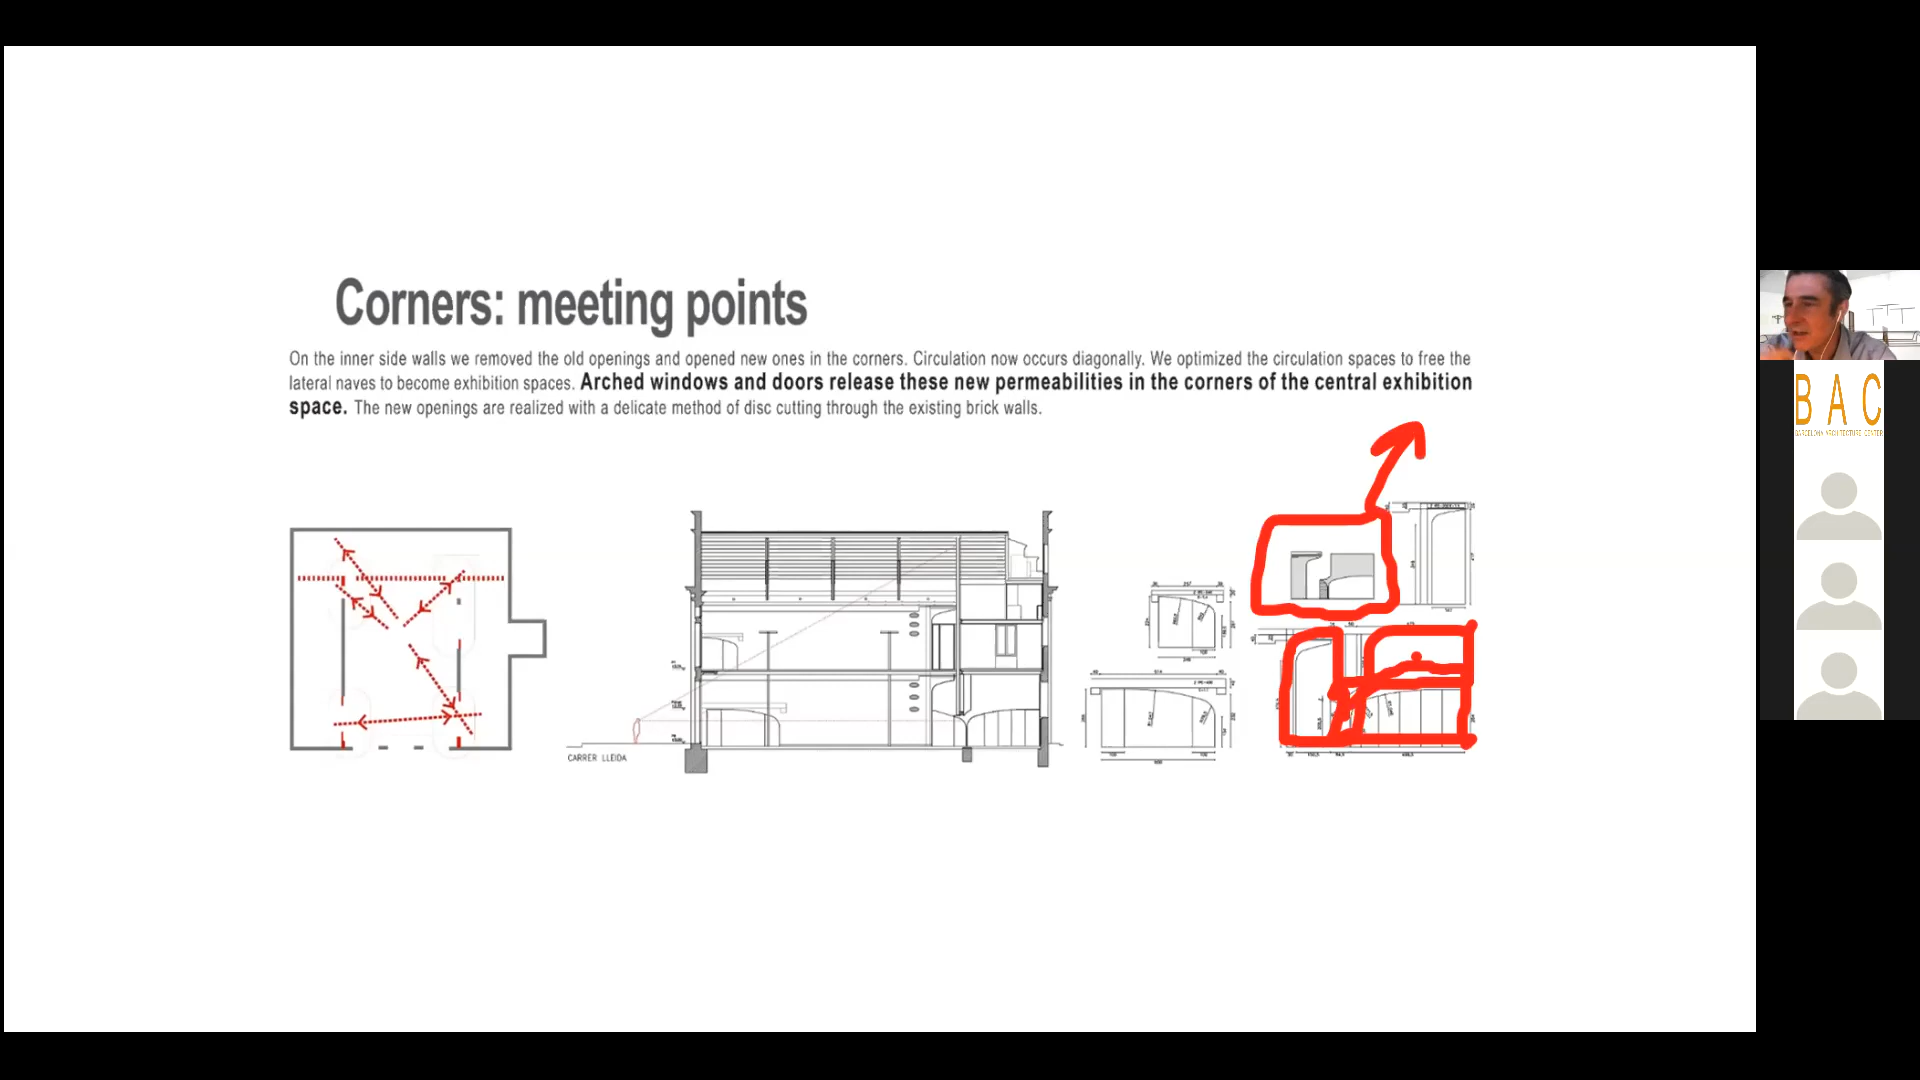 Corners: meeting points
On the inner side walls we removed the old openings and opened new ones in the corners. Circulation now occurs diagonally. We optimized the circulation spaces to free the
lateral naves to become exhibition spaces. Arched windows and doors release these new permeabilities in the corners of the central exhibition
space. The new openings are realized with a delicate method of disc cutting through the existing brick walls.
CARRER LLEIDA
B A C
BARCELONA ARCHITECTURE CENTER